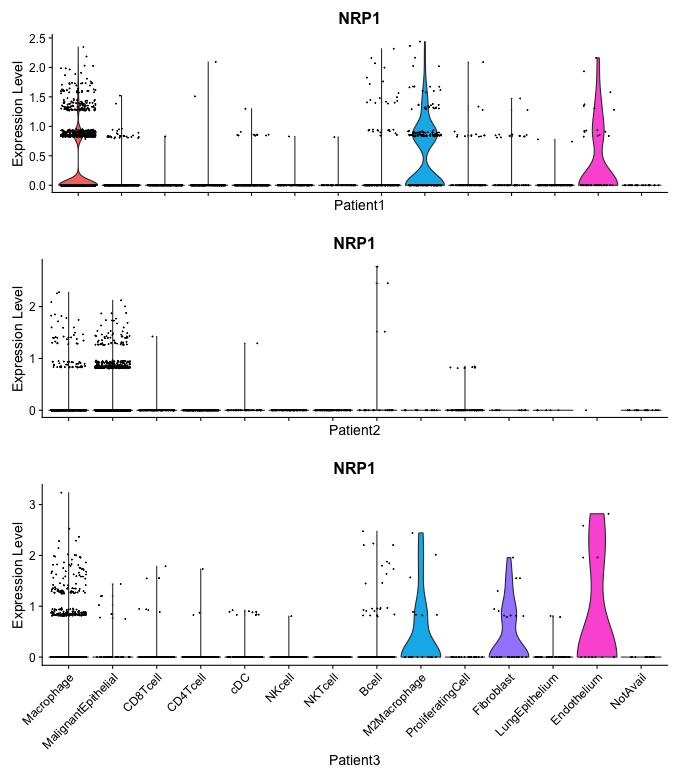 NRP1
Expression Level
2.5
2.0
1.5
1.0
0.5
0.0
Patient1
NRP1
Expression Level
2
1
0
Patient2
NRP1
Expression Level
3
2
1
0
Macrophage
MalignantEpithelial
CD8Tcell
CD4Tcell
cDC
NKcell
NKTcell
Bcell
M2Macrophage
ProliferatingCell
Fibroblast
LungEpithelium
Endothelium
NotAvail
Patient3